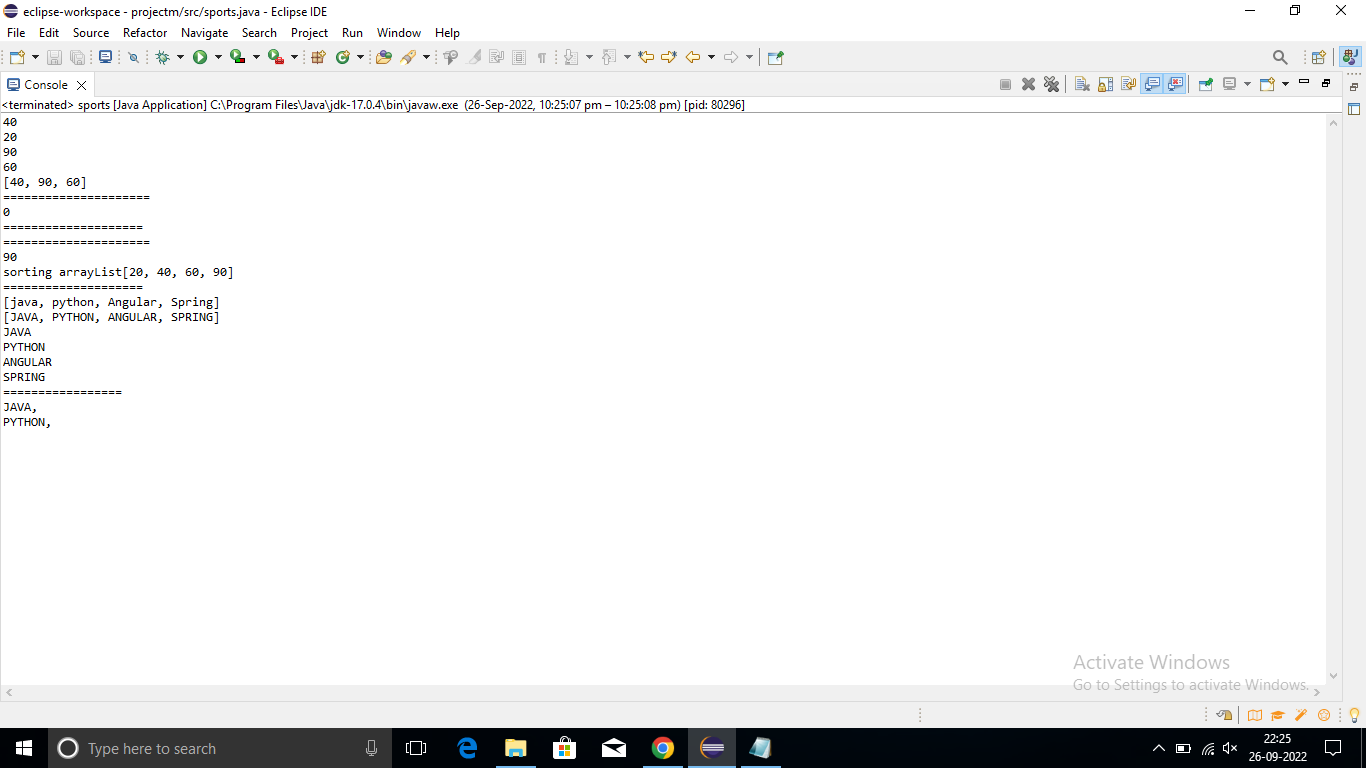 eclipse-workspace - projectm/src/sports.java - Eclipse IDE
File Edit Source Refactor Navigate Search Project Run Window Help
Console
<terminated> sports [Java Application] C:\Program Files\Java\jdk-17.0.4\bin\javaw.exe (26-Sep-2022, 10:25:07 pm – 10:25:08 pm) [pid: 80296]
40
20
90
60
[40, 90, 60]
=====================
0
====================
=====================
90
sorting arrayList[20, 40, 60, 90]
====================
[java, python, Angular, Spring]
[JAVA, PYTHON, ANGULAR, SPRING]
JAVA
PYTHON
ANGULAR
SPRING
=================
JAVA,
PYTHON,
Activate Windows
Go to Settings to activate Windows.
Type here to search
22:25
26-09-2022